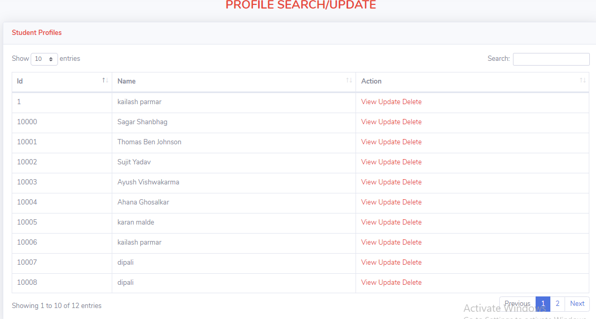 PROFILE SEARCH/UPDATE
Student Profiles
Show 10 entries Search:
Id Name Action
1 kailash parmar View Update Delete
10000 Sagar Shanbhag View Update Delete
10001 Thomas Ben Johnson View Update Delete
10002 Sujit Yadav View Update Delete
10003 Ayush Vishwakarma View Update Delete
10004 Ahana Ghosalkar View Update Delete
10005 karan malde View Update Delete
10006 kailash parmar View Update Delete
10007 dipali View Update Delete
10008 dipali View Update Delete
Showing 1 to 10 of 12 entries Previous 1 2 Next
Activate Windows